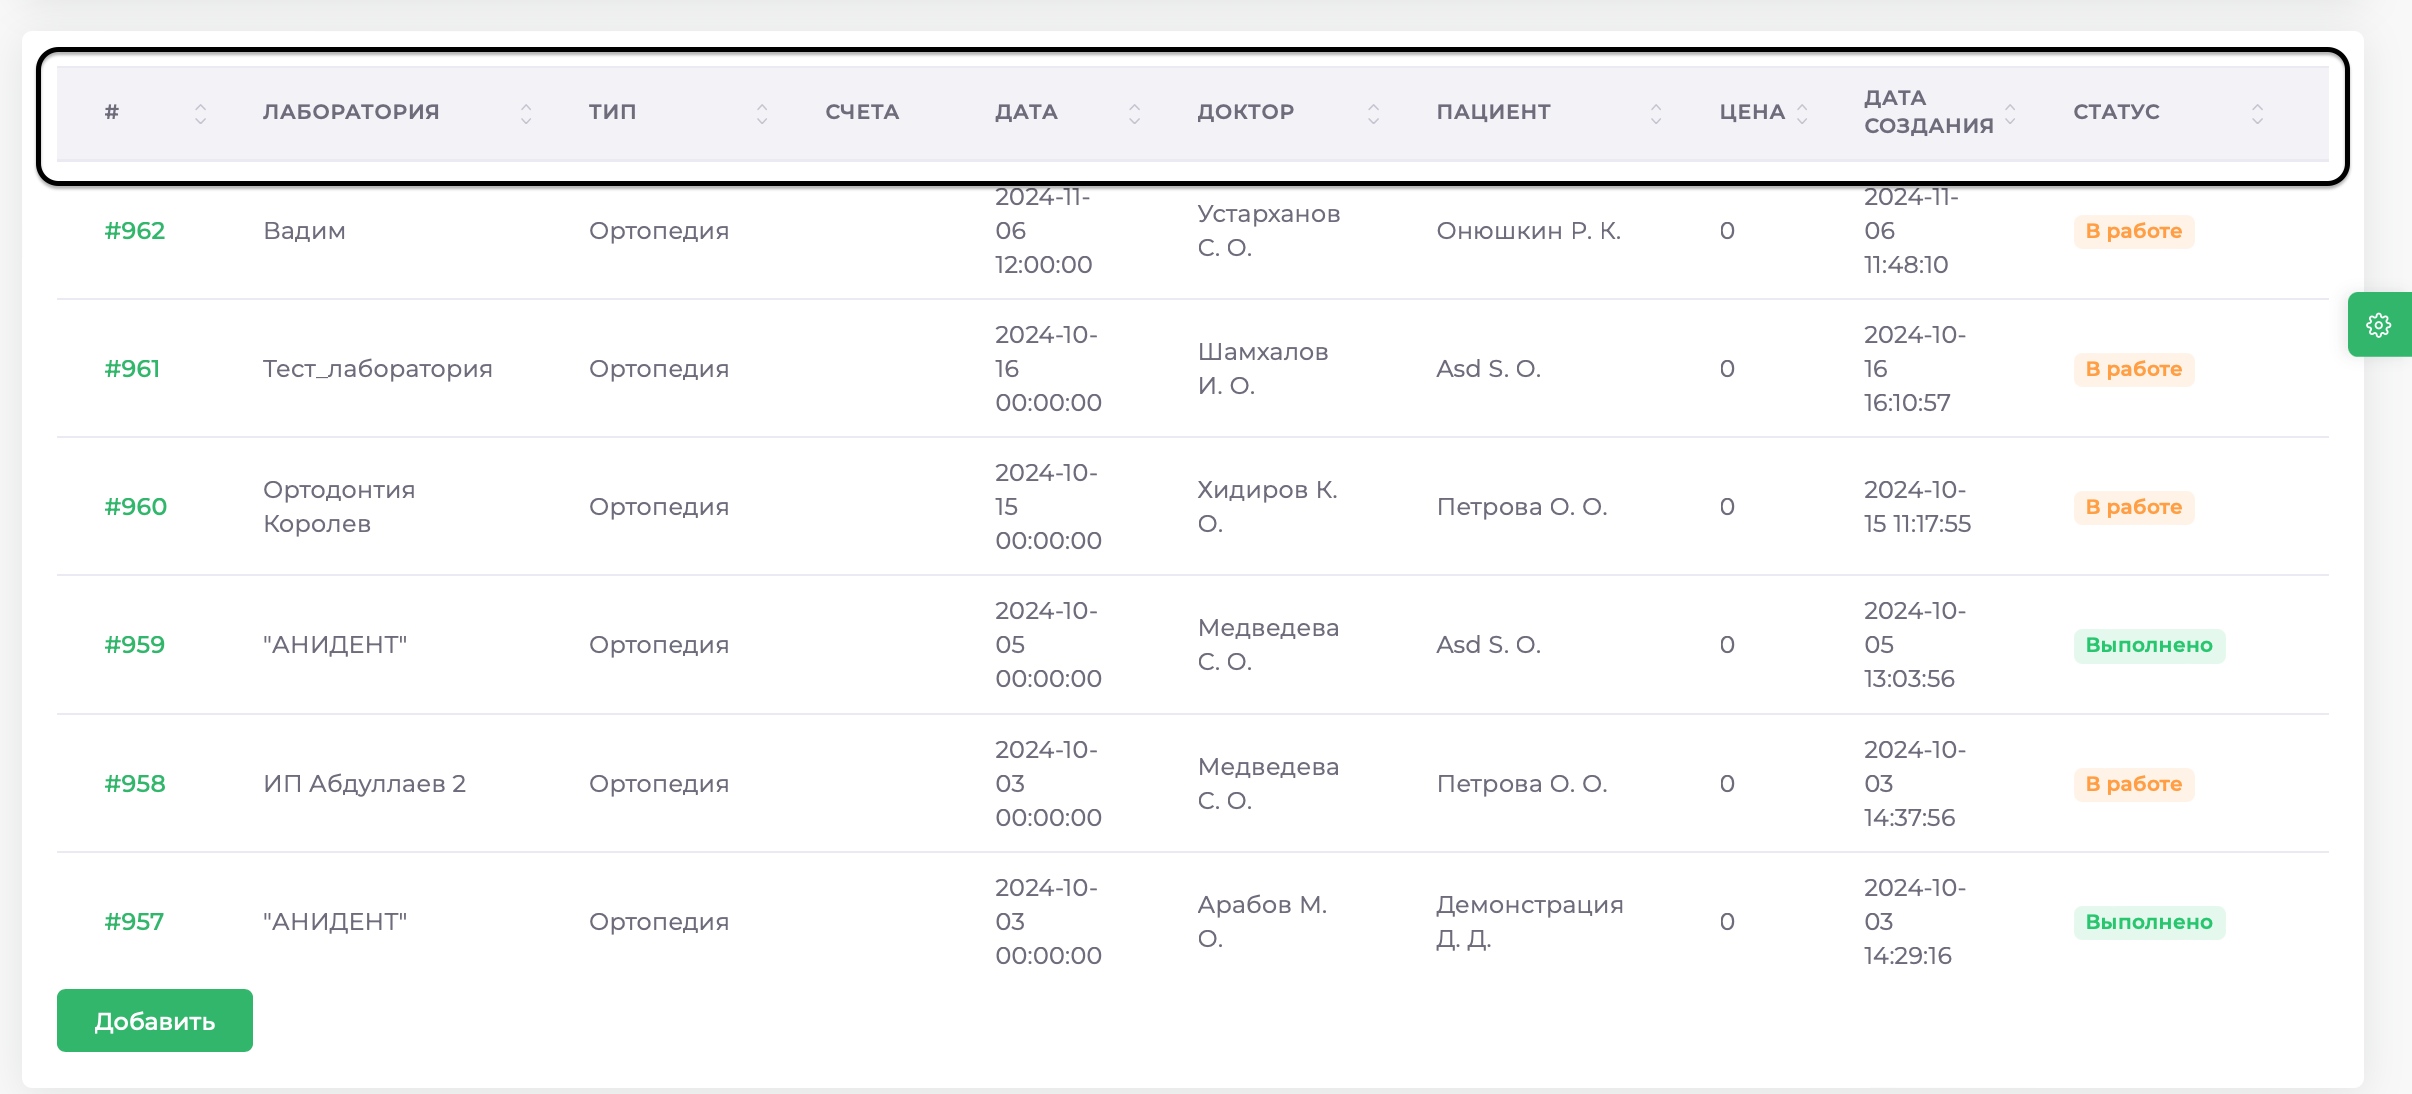 # ЛАБОРАТОРИЯ ТИП СЧЕТА ДАТА ДОКТОР ПАЦИЕНТ ЦЕНА ДАТА СОЗДАНИЯ СТАТУС
#962 Вадим Ортопедия 2024-11-06 12:00:00 Устарханов С. О. Онюшкин Р. К. 0 2024-11-06 11:48:10 В работе
#961 Тест_лаборатория Ортопедия 2024-10-16 00:00:00 Шамхалов И. О. Asd S. O. 0 2024-10-16 16:10:57 В работе
#960 Ортодонтия Королев Ортопедия 2024-10-15 00:00:00 Хидиров К. О. Петрова О. О. 0 2024-10-15 11:17:55 В работе
#959 "АНИДЕНТ" Ортопедия 2024-10-05 00:00:00 Медведева С. О. Asd S. O. 0 2024-10-05 13:03:56 Выполнено
#958 ИП Абдуллаев 2 Ортопедия 2024-10-03 00:00:00 Медведева С. О. Петрова О. О. 0 2024-10-03 14:37:56 В работе
#957 "АНИДЕНТ" Ортопедия 2024-10-03 00:00:00 Арабов М. О. Демонстрация Д. Д. 0 2024-10-03 14:29:16 Выполнено
Добавить